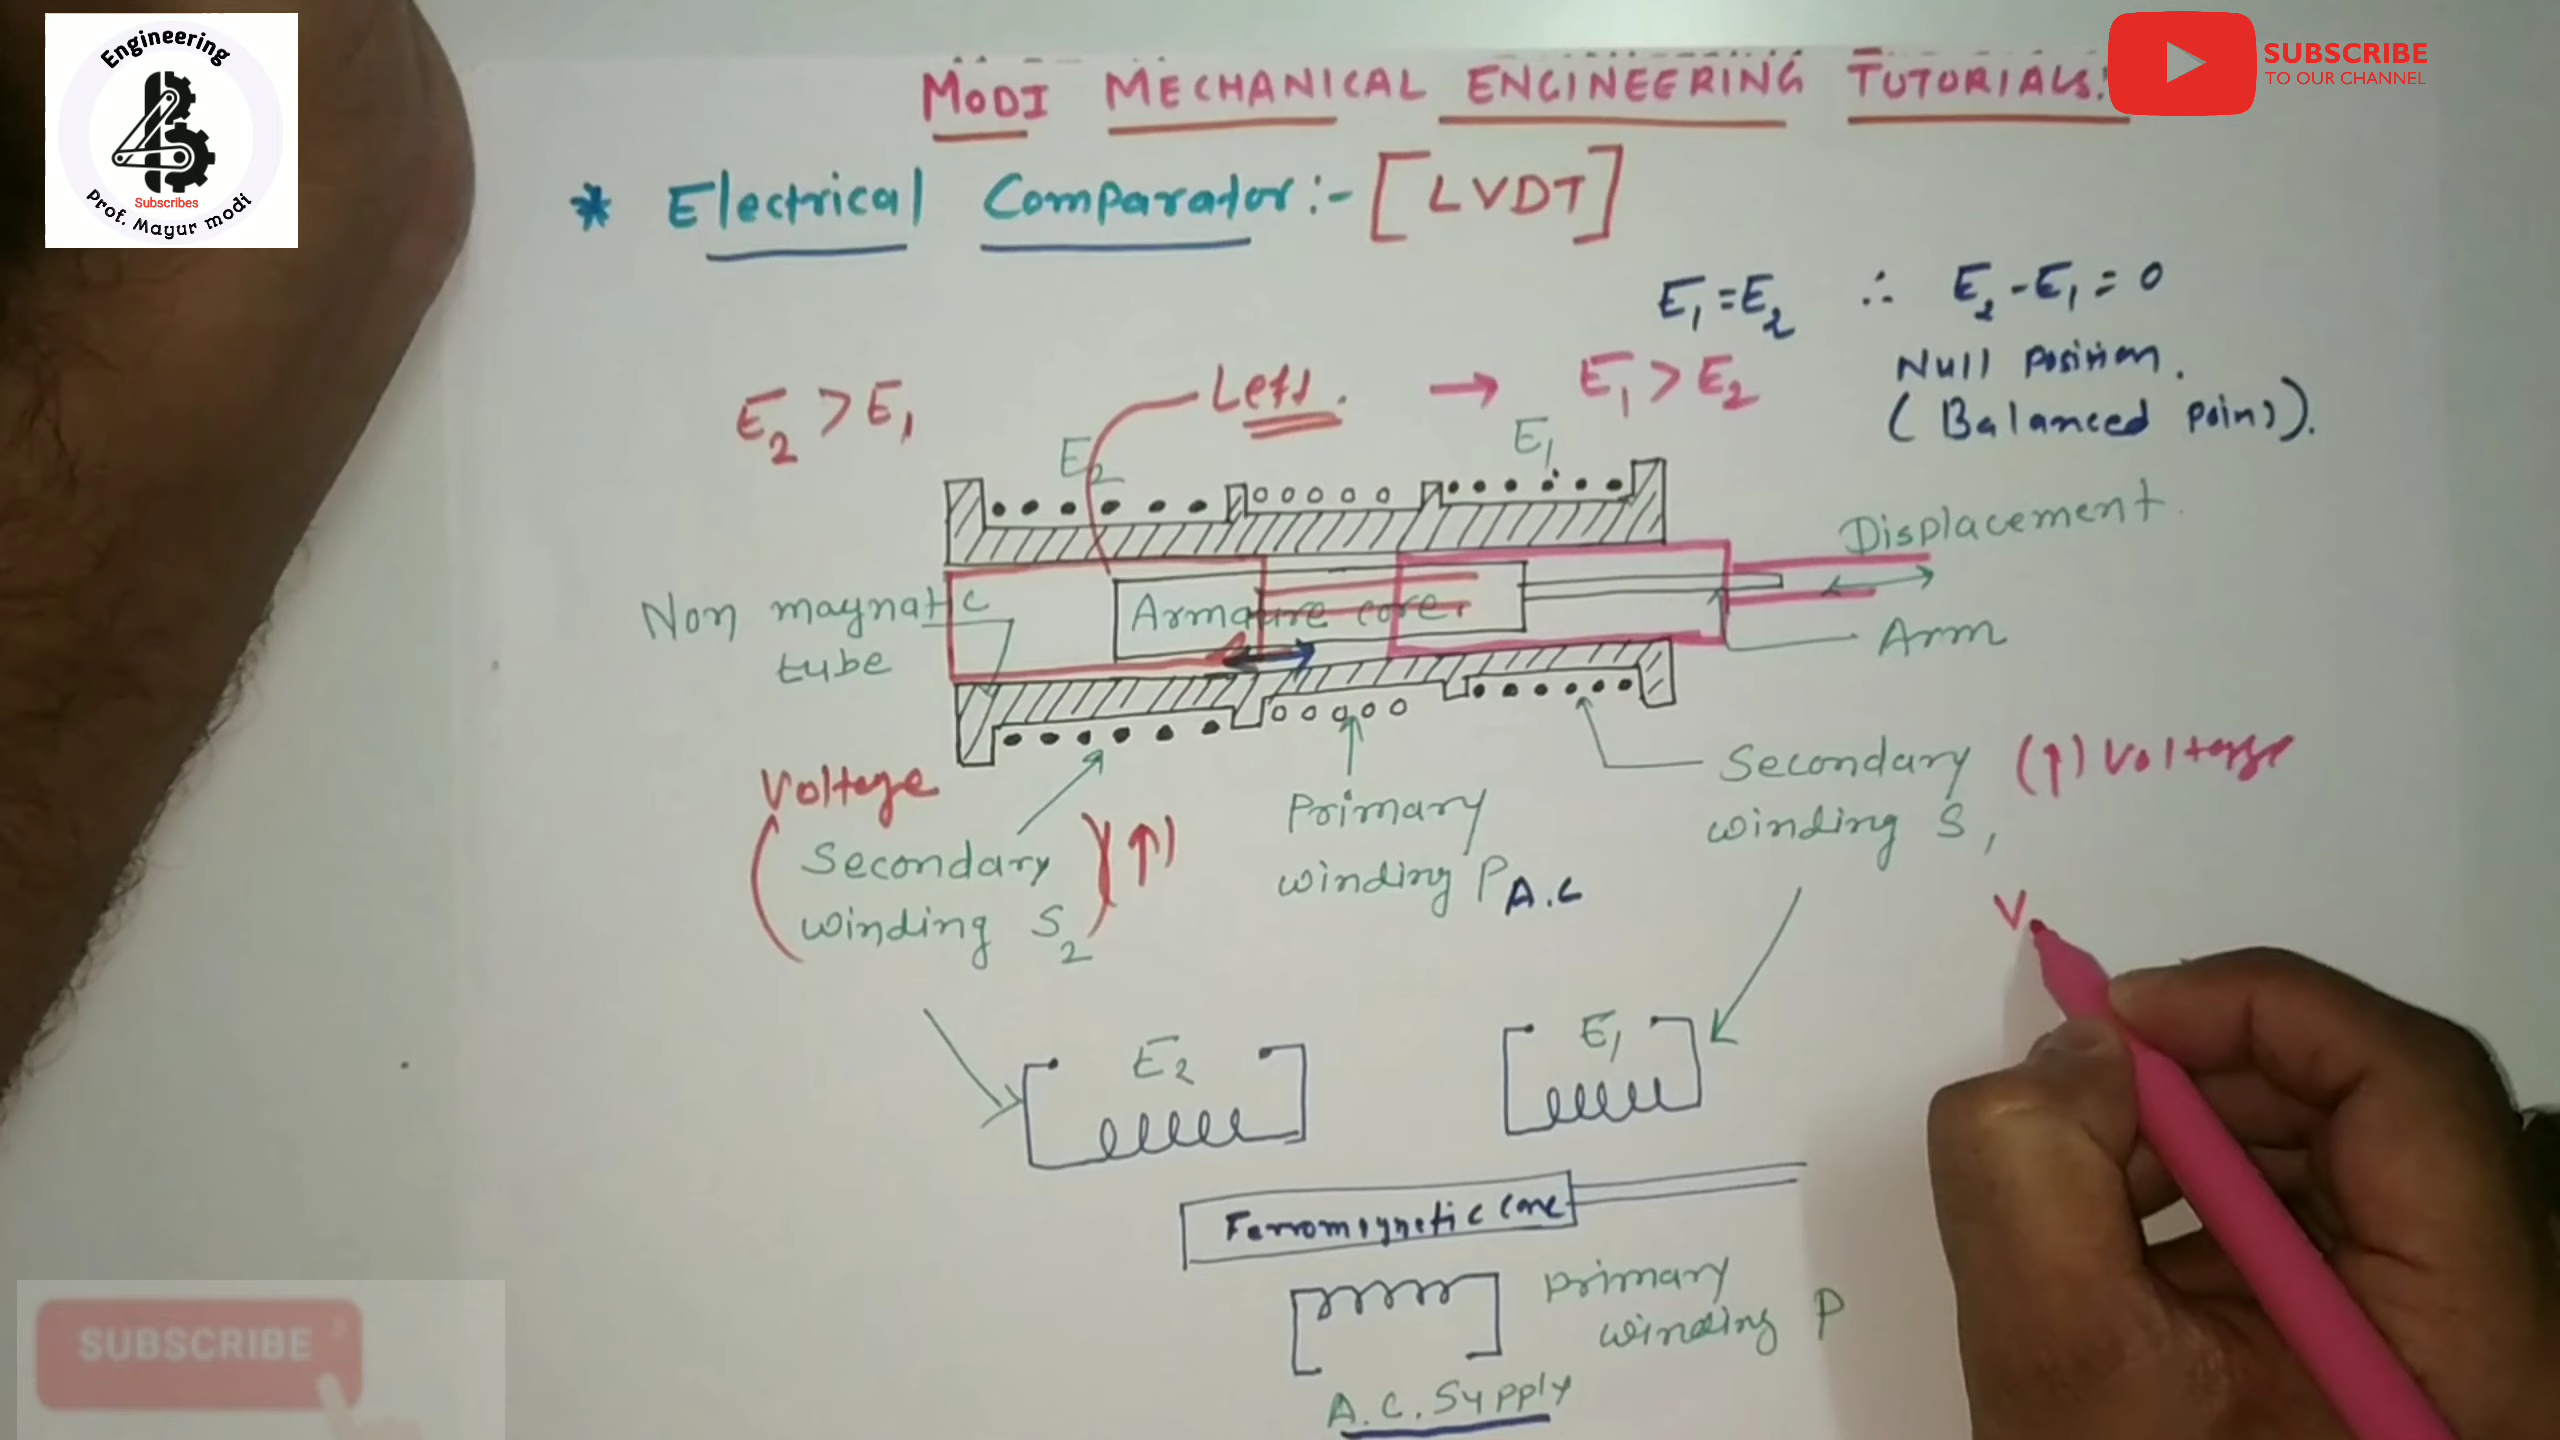 Engineering
Subscribes
Prof. Mayur modi
SUBSCRIBE
TO OUR CHANNEL
MODI MECHANICAL ENGINEERING TUTORIALS.
* Electrical Comparator:- [LVDT]
E1 = E2 ∴ E2 - E1 = 0
Null Position.
(Balanced point).
E2 > E1
Left. → E1 > E2
E2
E1
Displacement
Non magnatic
tube
Armature core.
Arm
Voltage
(Secondary
winding S2) (↑)
Primary
winding P A.C
Secondary (↑) Voltage
winding S1
V
E2
E1
Ferromagnetic core
Primary
winding P
A.C. Supply
SUBSCRIBE